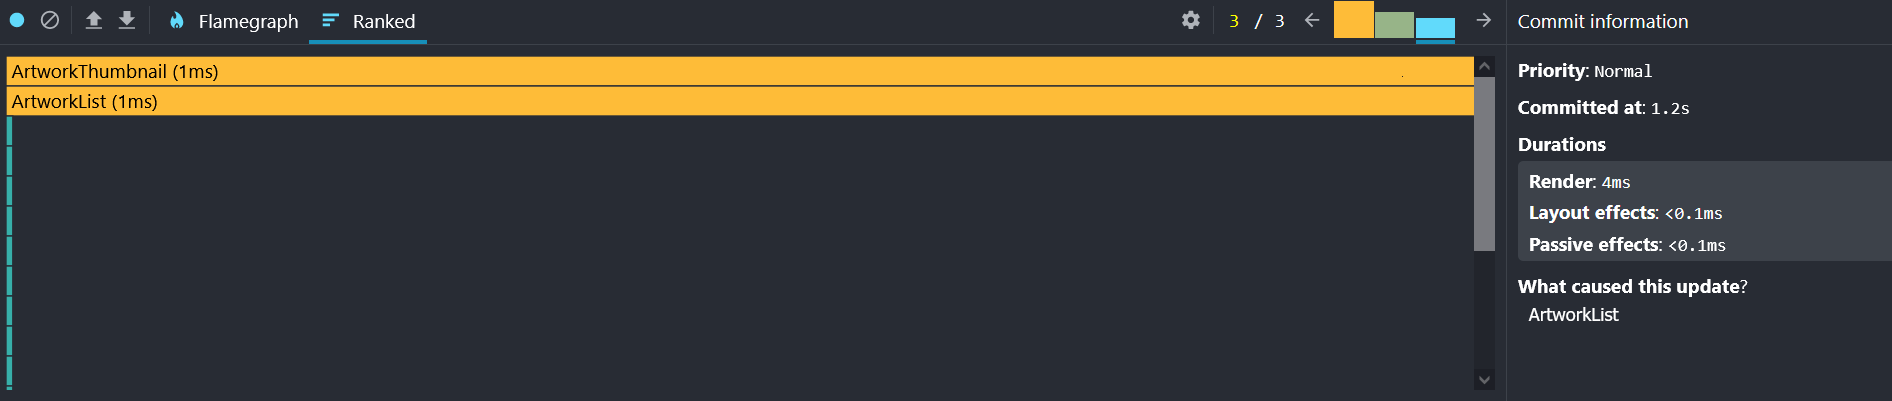 Flamegraph Ranked 3 / 3 Commit information
ArtworkThumbnail (1ms)
ArtworkList (1ms)
Priority: Normal
Committed at: 1.2s
Durations
Render: 4ms
Layout effects: <0.1ms
Passive effects: <0.1ms
What caused this update?
ArtworkList